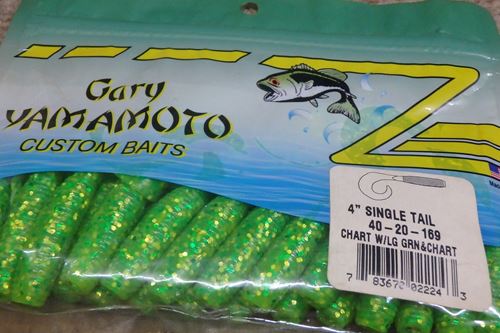 Gary
YAMAMOTO
CUSTOM BAITS
4" SINGLE TAIL
40-20-169
CHART W/LG GRN&CHART
7 83670 02224 3